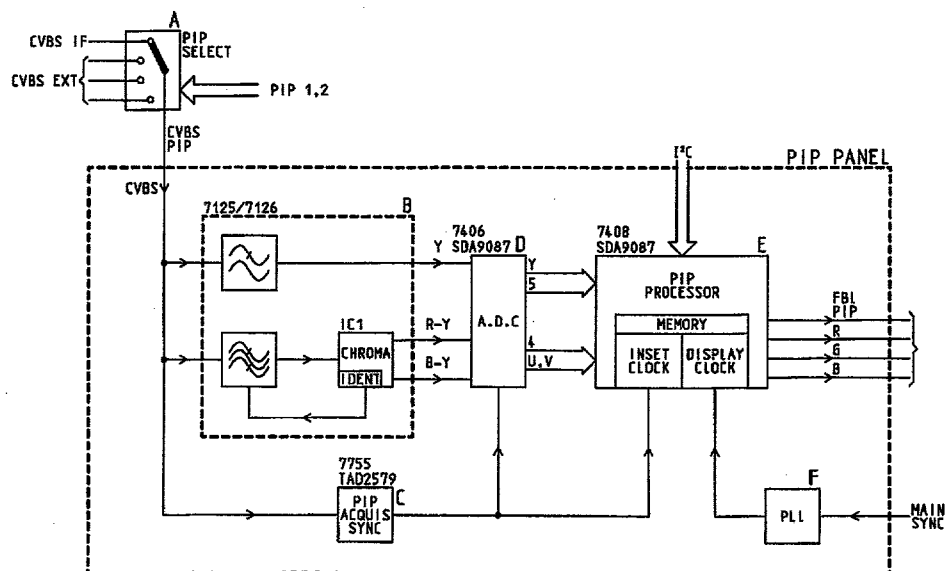 A
PIP
SELECT
CVBS IF
CVBS EXT
PIP 1,2
CVBS
PIP
I²C
PIP PANEL
CVBS
7125/7126
B
7406
SDA9087
D
7408
SDA9087
E
Y
Y
5
PIP
PROCESSOR
FBL
PIP
R
G
B
A.D.C
MEMORY
INSET
CLOCK
DISPLAY
CLOCK
IC1
CHROMA
IDENT
R-Y
B-Y
4
U,V
7755
TAD2579
C
PIP
ACQUIS
SYNC
F
PLL
MAIN
SYNC